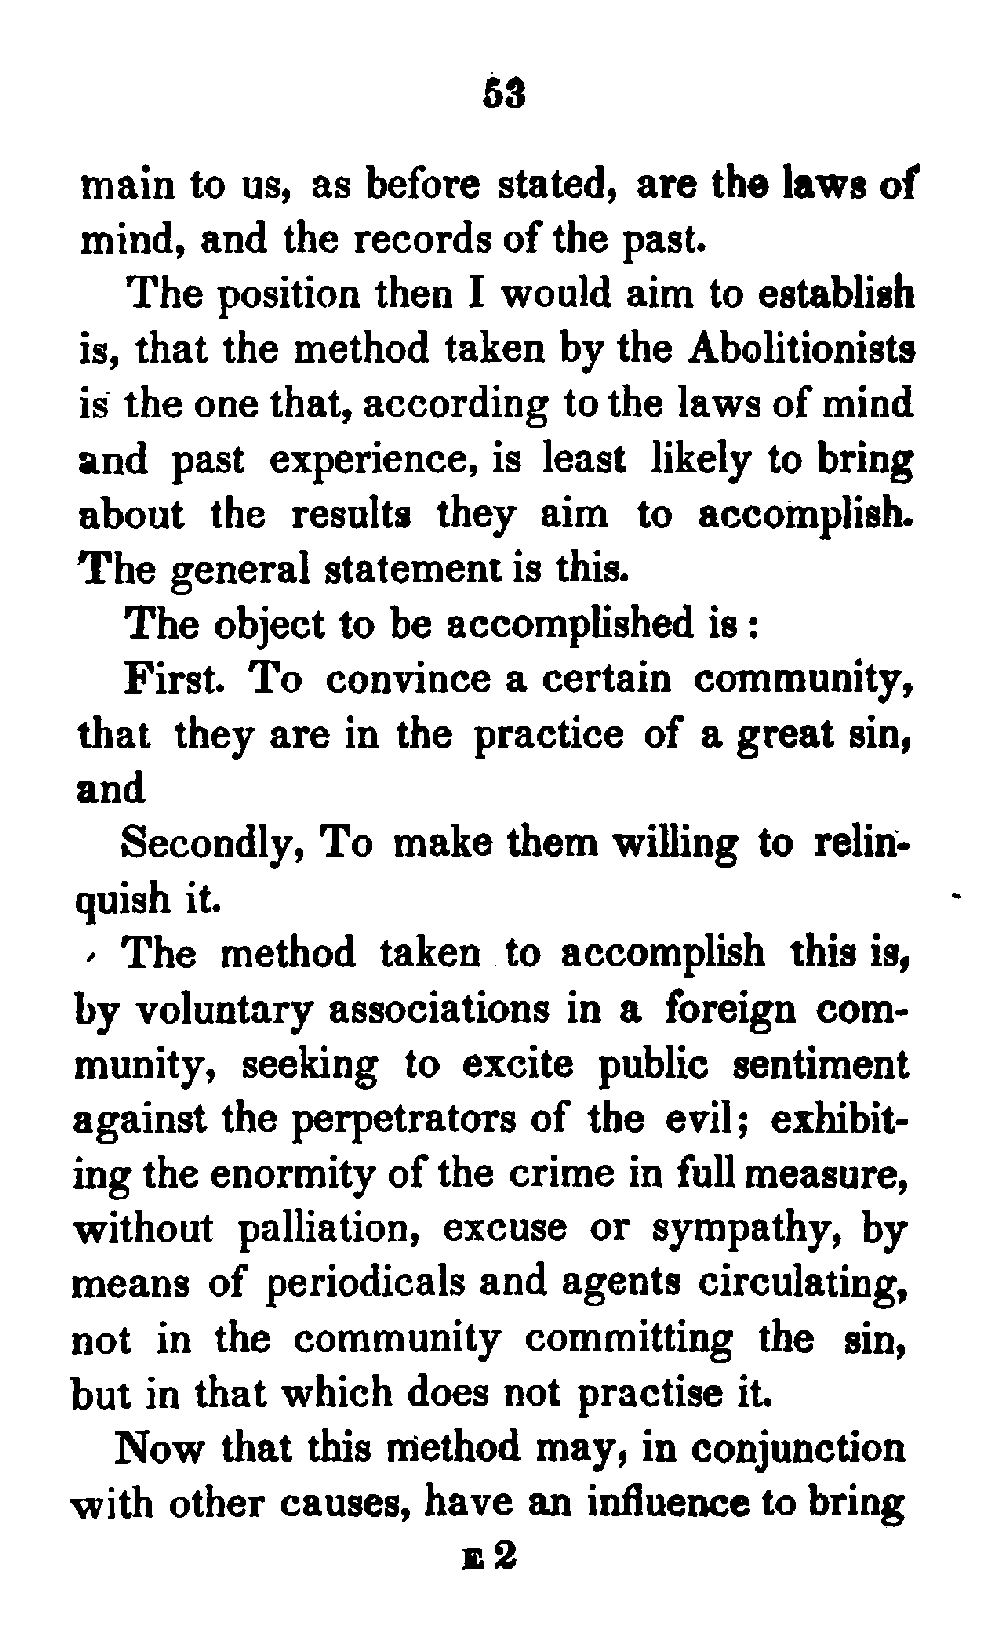 53
main to us, as before stated, are the laws of
mind, and the records of the past.
The position then I would aim to establish
is, that the method taken by the Abolitionists
is the one that, according to the laws of mind
and past experience, is least likely to bring
about the results they aim to accomplish.
The general statement is this.
The object to be accomplished is:
First. To convince a certain community,
that they are in the practice of a great sin,
and
Secondly, To make them willing to relin-
quish it.
The method taken to accomplish this is,
by voluntary associations in a foreign com-
munity, seeking to excite public sentiment
against the perpetrators of the evil; exhibit-
ing the enormity of the crime in full measure,
without palliation, excuse or sympathy, by
means of periodicals and agents circulating,
not in the community committing the sin,
but in that which does not practise it.
Now that this method may, in conjunction
with other causes, have an influence to bring
E 2